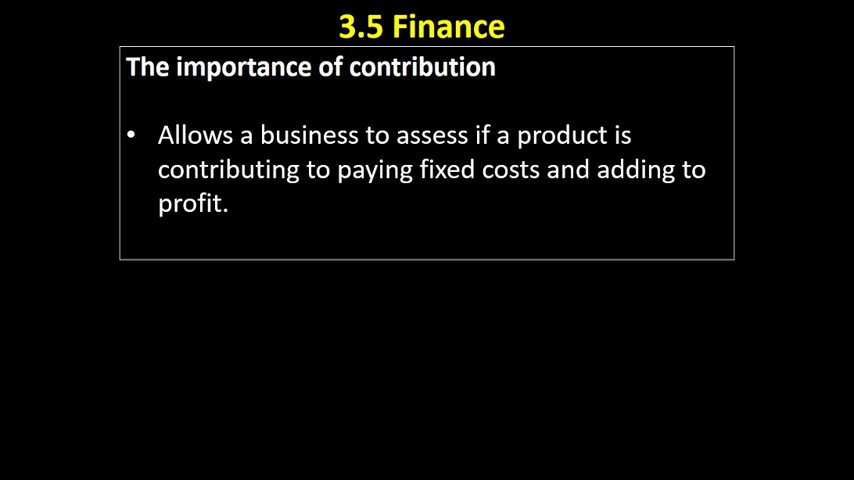 3.5 Finance
The importance of contribution
• Allows a business to assess if a product is
contributing to paying fixed costs and adding to
profit.